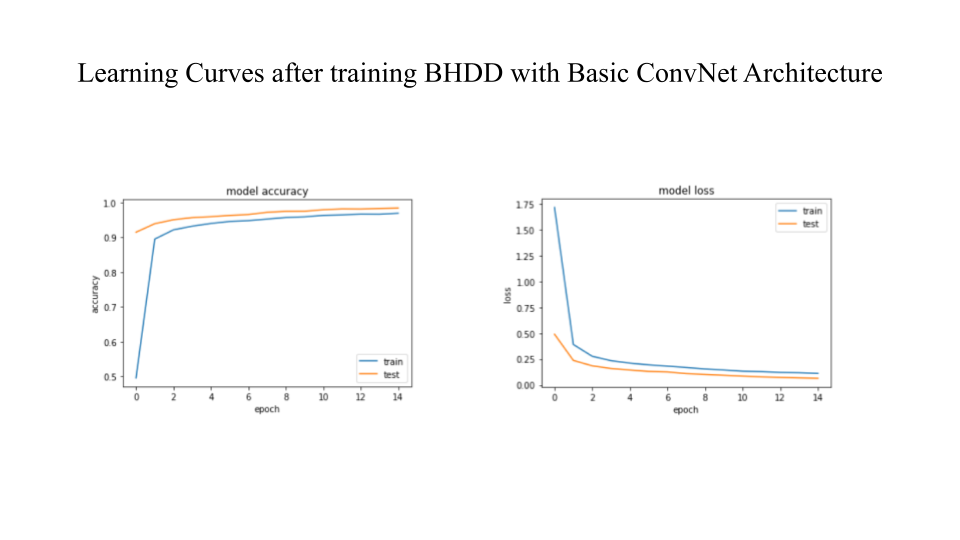 Learning Curves after training BHDD with Basic ConvNet Architecture
model accuracy
1.0
0.9
0.8
0.7
0.6
0.5
accuracy
0 2 4 6 8 10 12 14
epoch
train
test
model loss
1.75
1.50
1.25
1.00
0.75
0.50
0.25
0.00
loss
0 2 4 6 8 10 12 14
epoch
train
test